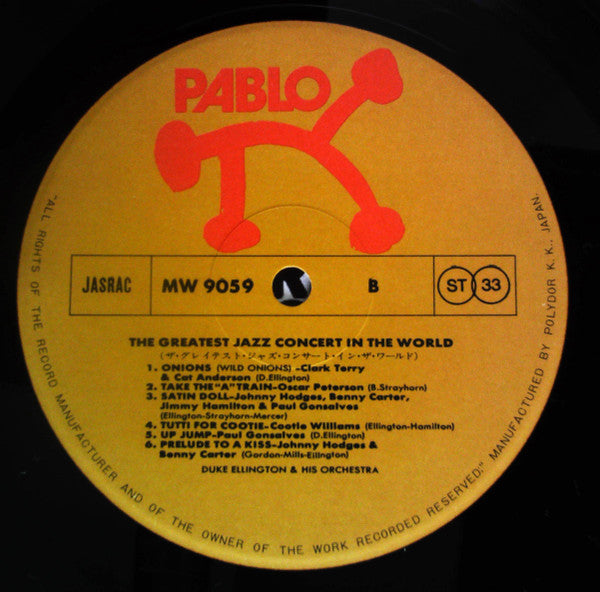 PABLO
JASRAC
MW 9059
B
ST 33
THE GREATEST JAZZ CONCERT IN THE WORLD
(ザ・グレイテスト・ジャズ・コンサート・イン・ザ・ワールド)
1. ONIONS (WILD ONIONS) -Clark Terry
& Cat Anderson (D.Ellington)
2. TAKE THE "A" TRAIN-Oscar Peterson (B.Strayhorn)
3. SATIN DOLL-Johnny Hodges, Benny Carter,
Jimmy Hamilton & Paul Gonsalves
(Ellington-Strayhorn-Mercer)
4. TUTTI FOR COOTIE-Cootie Williams (Ellington-Hamilton)
5. UP JUMP-Paul Gonsalves (D.Ellington)
6. PRELUDE TO A KISS-Johnny Hodges &
Benny Carter (Gordon-Mills-Ellington)
DUKE ELLINGTON & HIS ORCHESTRA
"ALL RIGHTS OF THE RECORD MANUFACTURER AND OF THE OWNER OF THE WORK RECORDED RESERVED." MANUFACTURED BY POLYDOR K.K., JAPAN.